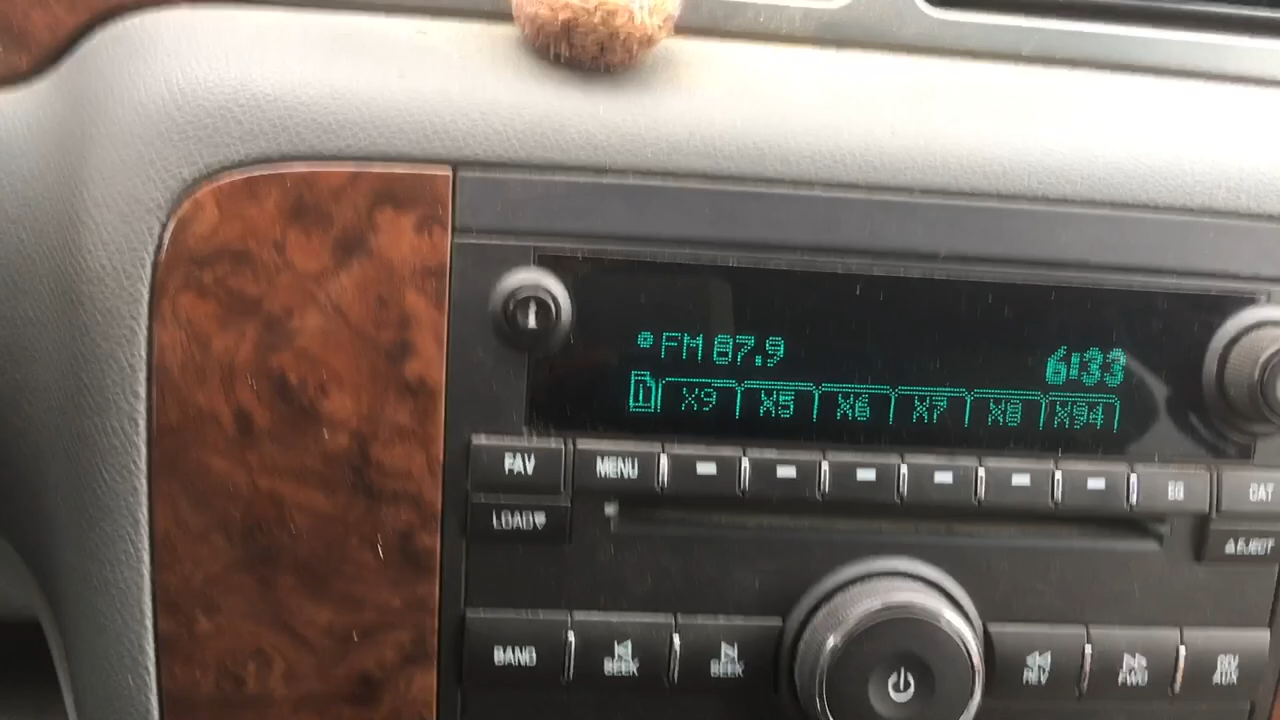 FM 87.9 6:33
1 X9 X5 X6 X7 X8 X94
FAV MENU EQ CAT
LOAD EJECT
BAND SEEK SEEK REV FWD
AUX